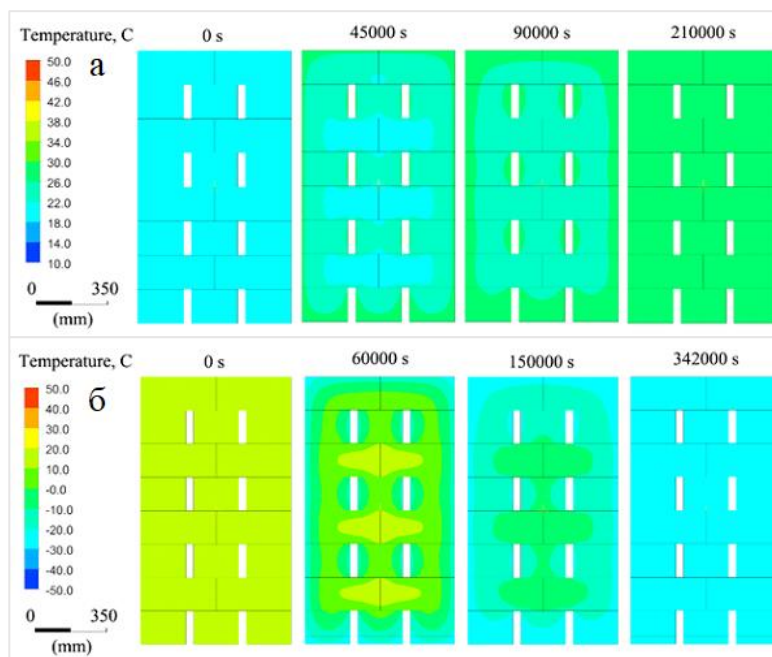 Temperature, C
0 s
45000 s
90000 s
210000 s
а
50.0
46.0
42.0
38.0
34.0
30.0
26.0
22.0
18.0
14.0
10.0
0 350
(mm)
Temperature, C
0 s
60000 s
150000 s
342000 s
б
50.0
40.0
30.0
20.0
10.0
-0.0
-10.0
-20.0
-30.0
-40.0
-50.0
0 350
(mm)